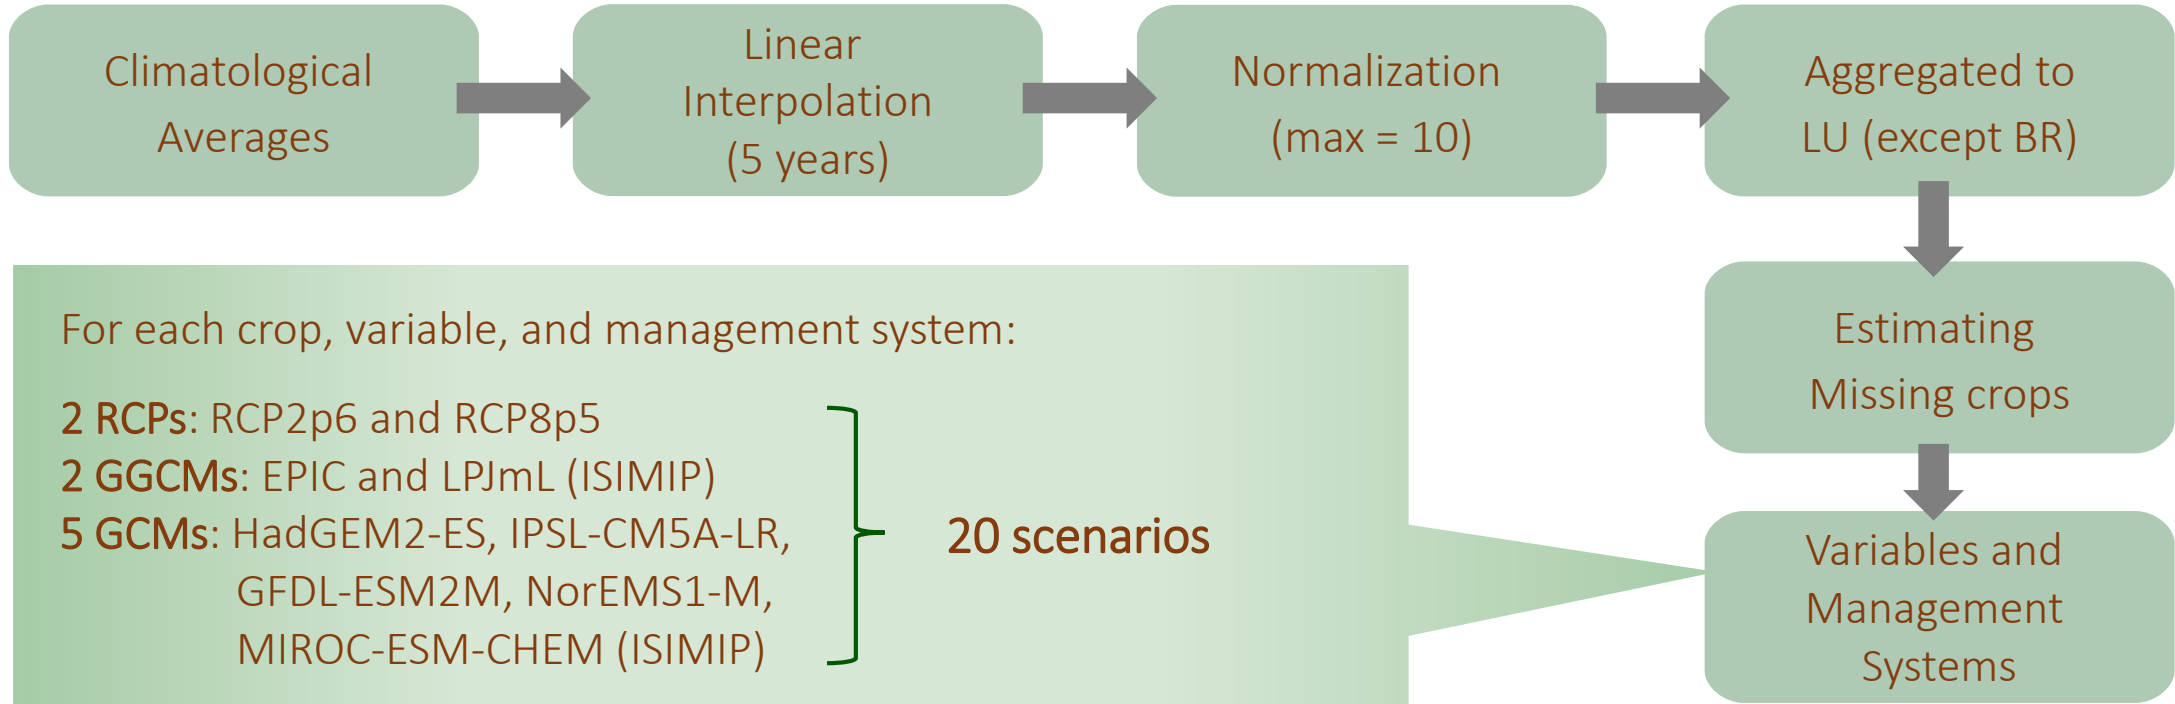 Climatological
Averages
Linear
Interpolation
(5 years)
Normalization
(max = 10)
Aggregated to
LU (except BR)
Estimating
Missing crops
Variables and
Management
Systems
For each crop, variable, and management system:
2 RCPs: RCP2p6 and RCP8p5
2 GGCMs: EPIC and LPJmL (ISIMIP)
5 GCMs: HadGEM2-ES, IPSL-CM5A-LR,
GFDL-ESM2M, NorEMS1-M,
MIROC-ESM-CHEM (ISIMIP)
20 scenarios